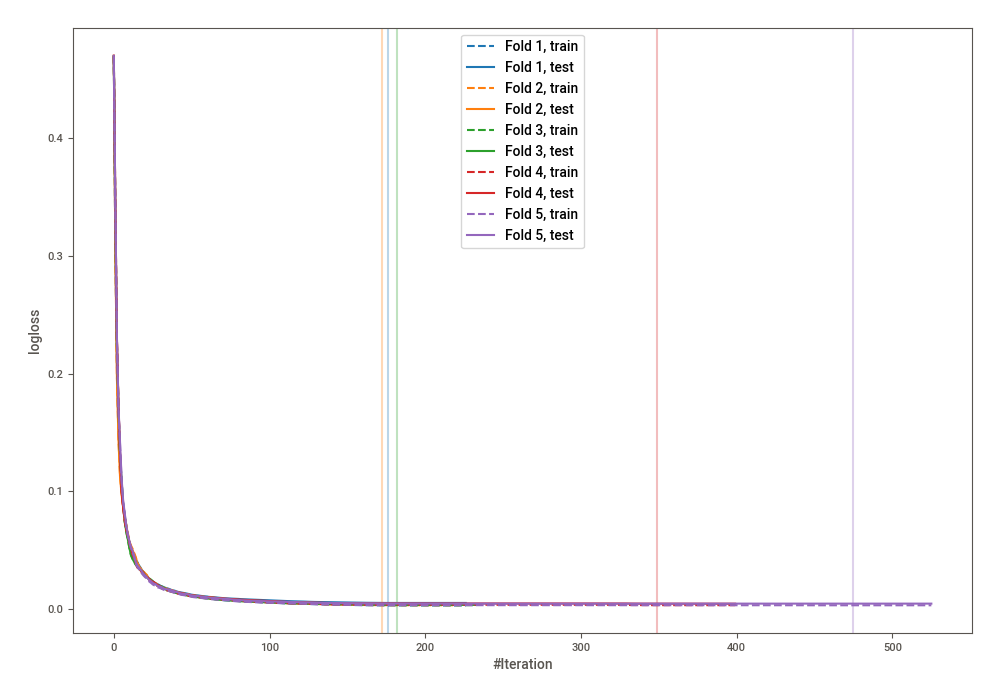 Fold 1, train
Fold 1, test
Fold 2, train
Fold 2, test
Fold 3, train
Fold 3, test
Fold 4, train
Fold 4, test
Fold 5, train
Fold 5, test
logloss
0.4
0.3
0.2
0.1
0.0
0
100
200
300
400
500
#Iteration